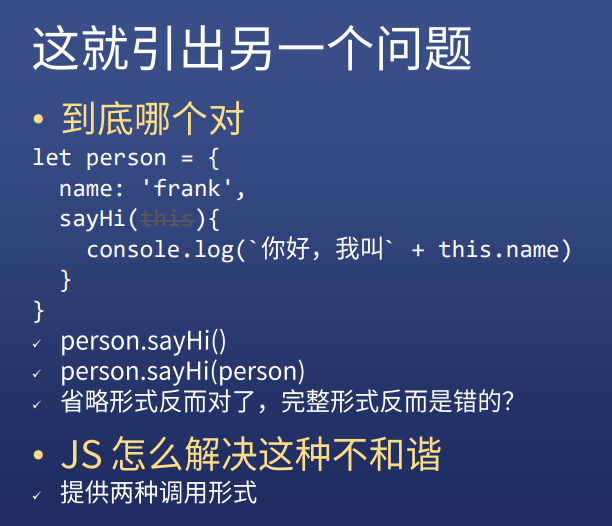 这就引出另一个问题
• 到底哪个对
let person = {
  name: 'frank',
  sayHi(this){
    console.log(`你好，我叫` + this.name)
  }
}
✓ person.sayHi()
✓ person.sayHi(person)
✓ 省略形式反而对了，完整形式反而是错的？
• JS 怎么解决这种不和谐
✓ 提供两种调用形式